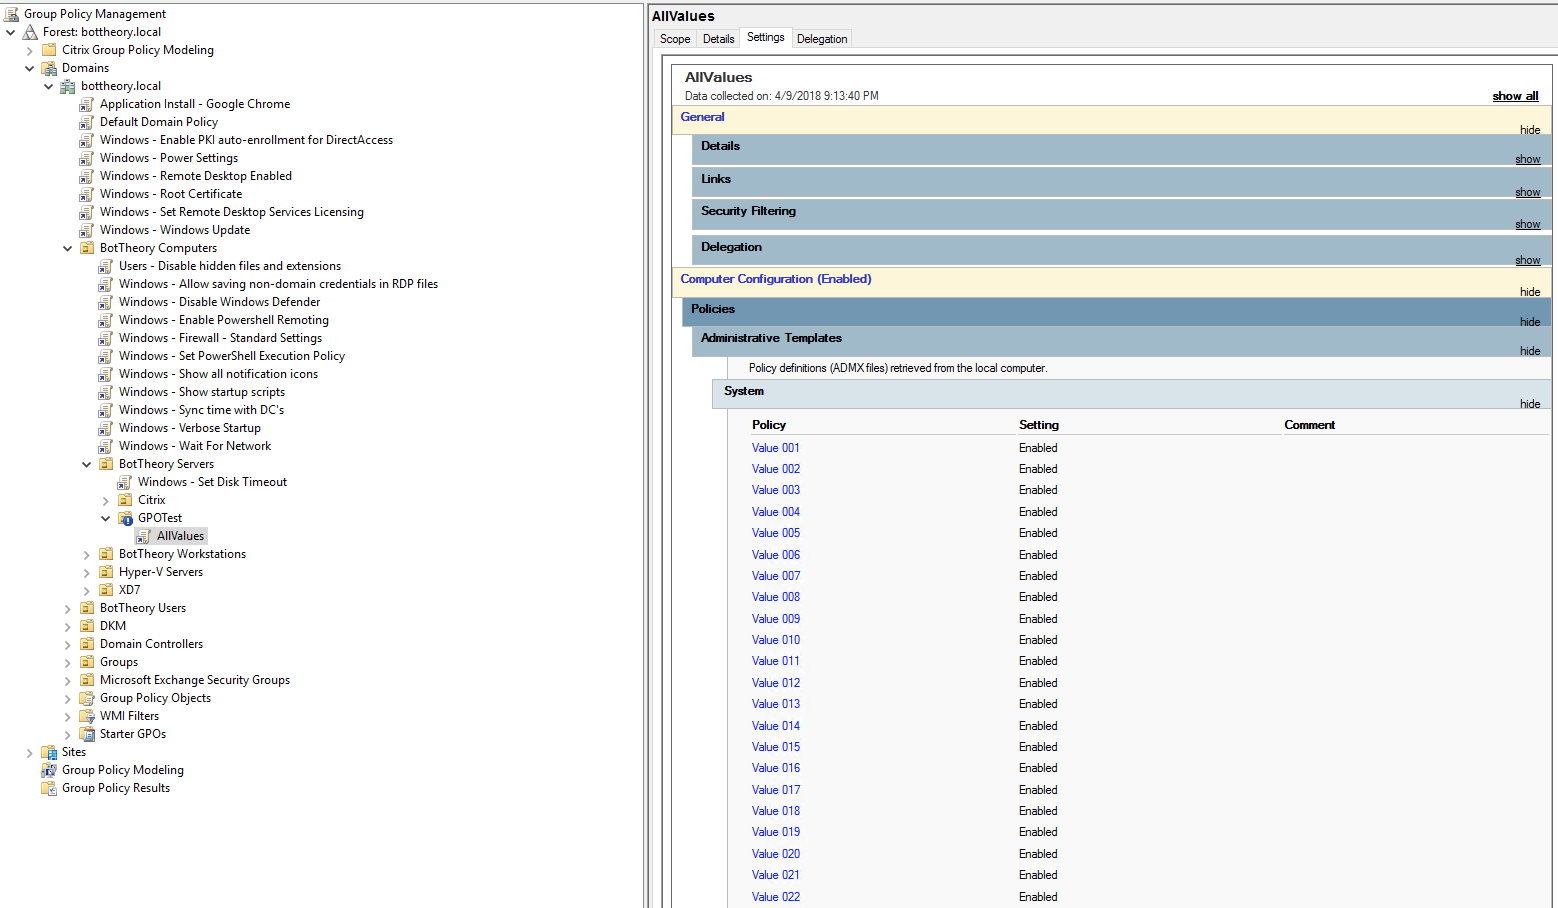 Group Policy Management
Forest: bottheory.local
Citrix Group Policy Modeling
Domains
bottheory.local
Application Install - Google Chrome
Default Domain Policy
Windows - Enable PKI auto-enrollment for DirectAccess
Windows - Power Settings
Windows - Remote Desktop Enabled
Windows - Root Certificate
Windows - Set Remote Desktop Services Licensing
Windows - Windows Update
BotTheory Computers
Users - Disable hidden files and extensions
Windows - Allow saving non-domain credentials in RDP files
Windows - Disable Windows Defender
Windows - Enable Powershell Remoting
Windows - Firewall - Standard Settings
Windows - Set PowerShell Execution Policy
Windows - Show all notification icons
Windows - Show startup scripts
Windows - Sync time with DC's
Windows - Verbose Startup
Windows - Wait For Network
BotTheory Servers
Windows - Set Disk Timeout
Citrix
GPOTest
AllValues
BotTheory Workstations
Hyper-V Servers
XD7
BotTheory Users
DKM
Domain Controllers
Groups
Microsoft Exchange Security Groups
Group Policy Objects
WMI Filters
Starter GPOs
Sites
Group Policy Modeling
Group Policy Results
AllValues
Scope Details Settings Delegation
AllValues
Data collected on: 4/9/2018 9:13:40 PM show all
General
hide
Details
show
Links
show
Security Filtering
show
Delegation
show
Computer Configuration (Enabled)
hide
Policies
hide
Administrative Templates
hide
Policy definitions (ADMX files) retrieved from the local computer.
System
hide
Policy Setting Comment
Value 001 Enabled
Value 002 Enabled
Value 003 Enabled
Value 004 Enabled
Value 005 Enabled
Value 006 Enabled
Value 007 Enabled
Value 008 Enabled
Value 009 Enabled
Value 010 Enabled
Value 011 Enabled
Value 012 Enabled
Value 013 Enabled
Value 014 Enabled
Value 015 Enabled
Value 016 Enabled
Value 017 Enabled
Value 018 Enabled
Value 019 Enabled
Value 020 Enabled
Value 021 Enabled
Value 022 Enabled